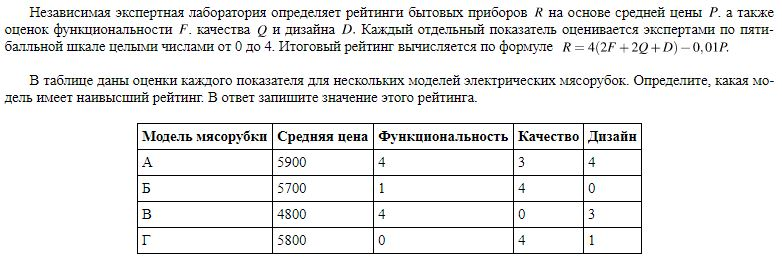 Независимая экспертная лаборатория определяет рейтинги бытовых приборов R на основе средней цены P. а также
оценок функциональности F. качества Q и дизайна D. Каждый отдельный показатель оценивается экспертами по пяти-
балльной шкале целыми числами от 0 до 4. Итоговый рейтинг вычисляется по формуле R = 4(2F + 2Q + D) − 0,01P.
В таблице даны оценки каждого показателя для нескольких моделей электрических мясорубок. Определите, какая мо-
дель имеет наивысший рейтинг. В ответ запишите значение этого рейтинга.
Модель мясорубки Средняя цена Функциональность Качество Дизайн
А 5900 4 3 4
Б 5700 1 4 0
В 4800 4 0 3
Г 5800 0 4 1